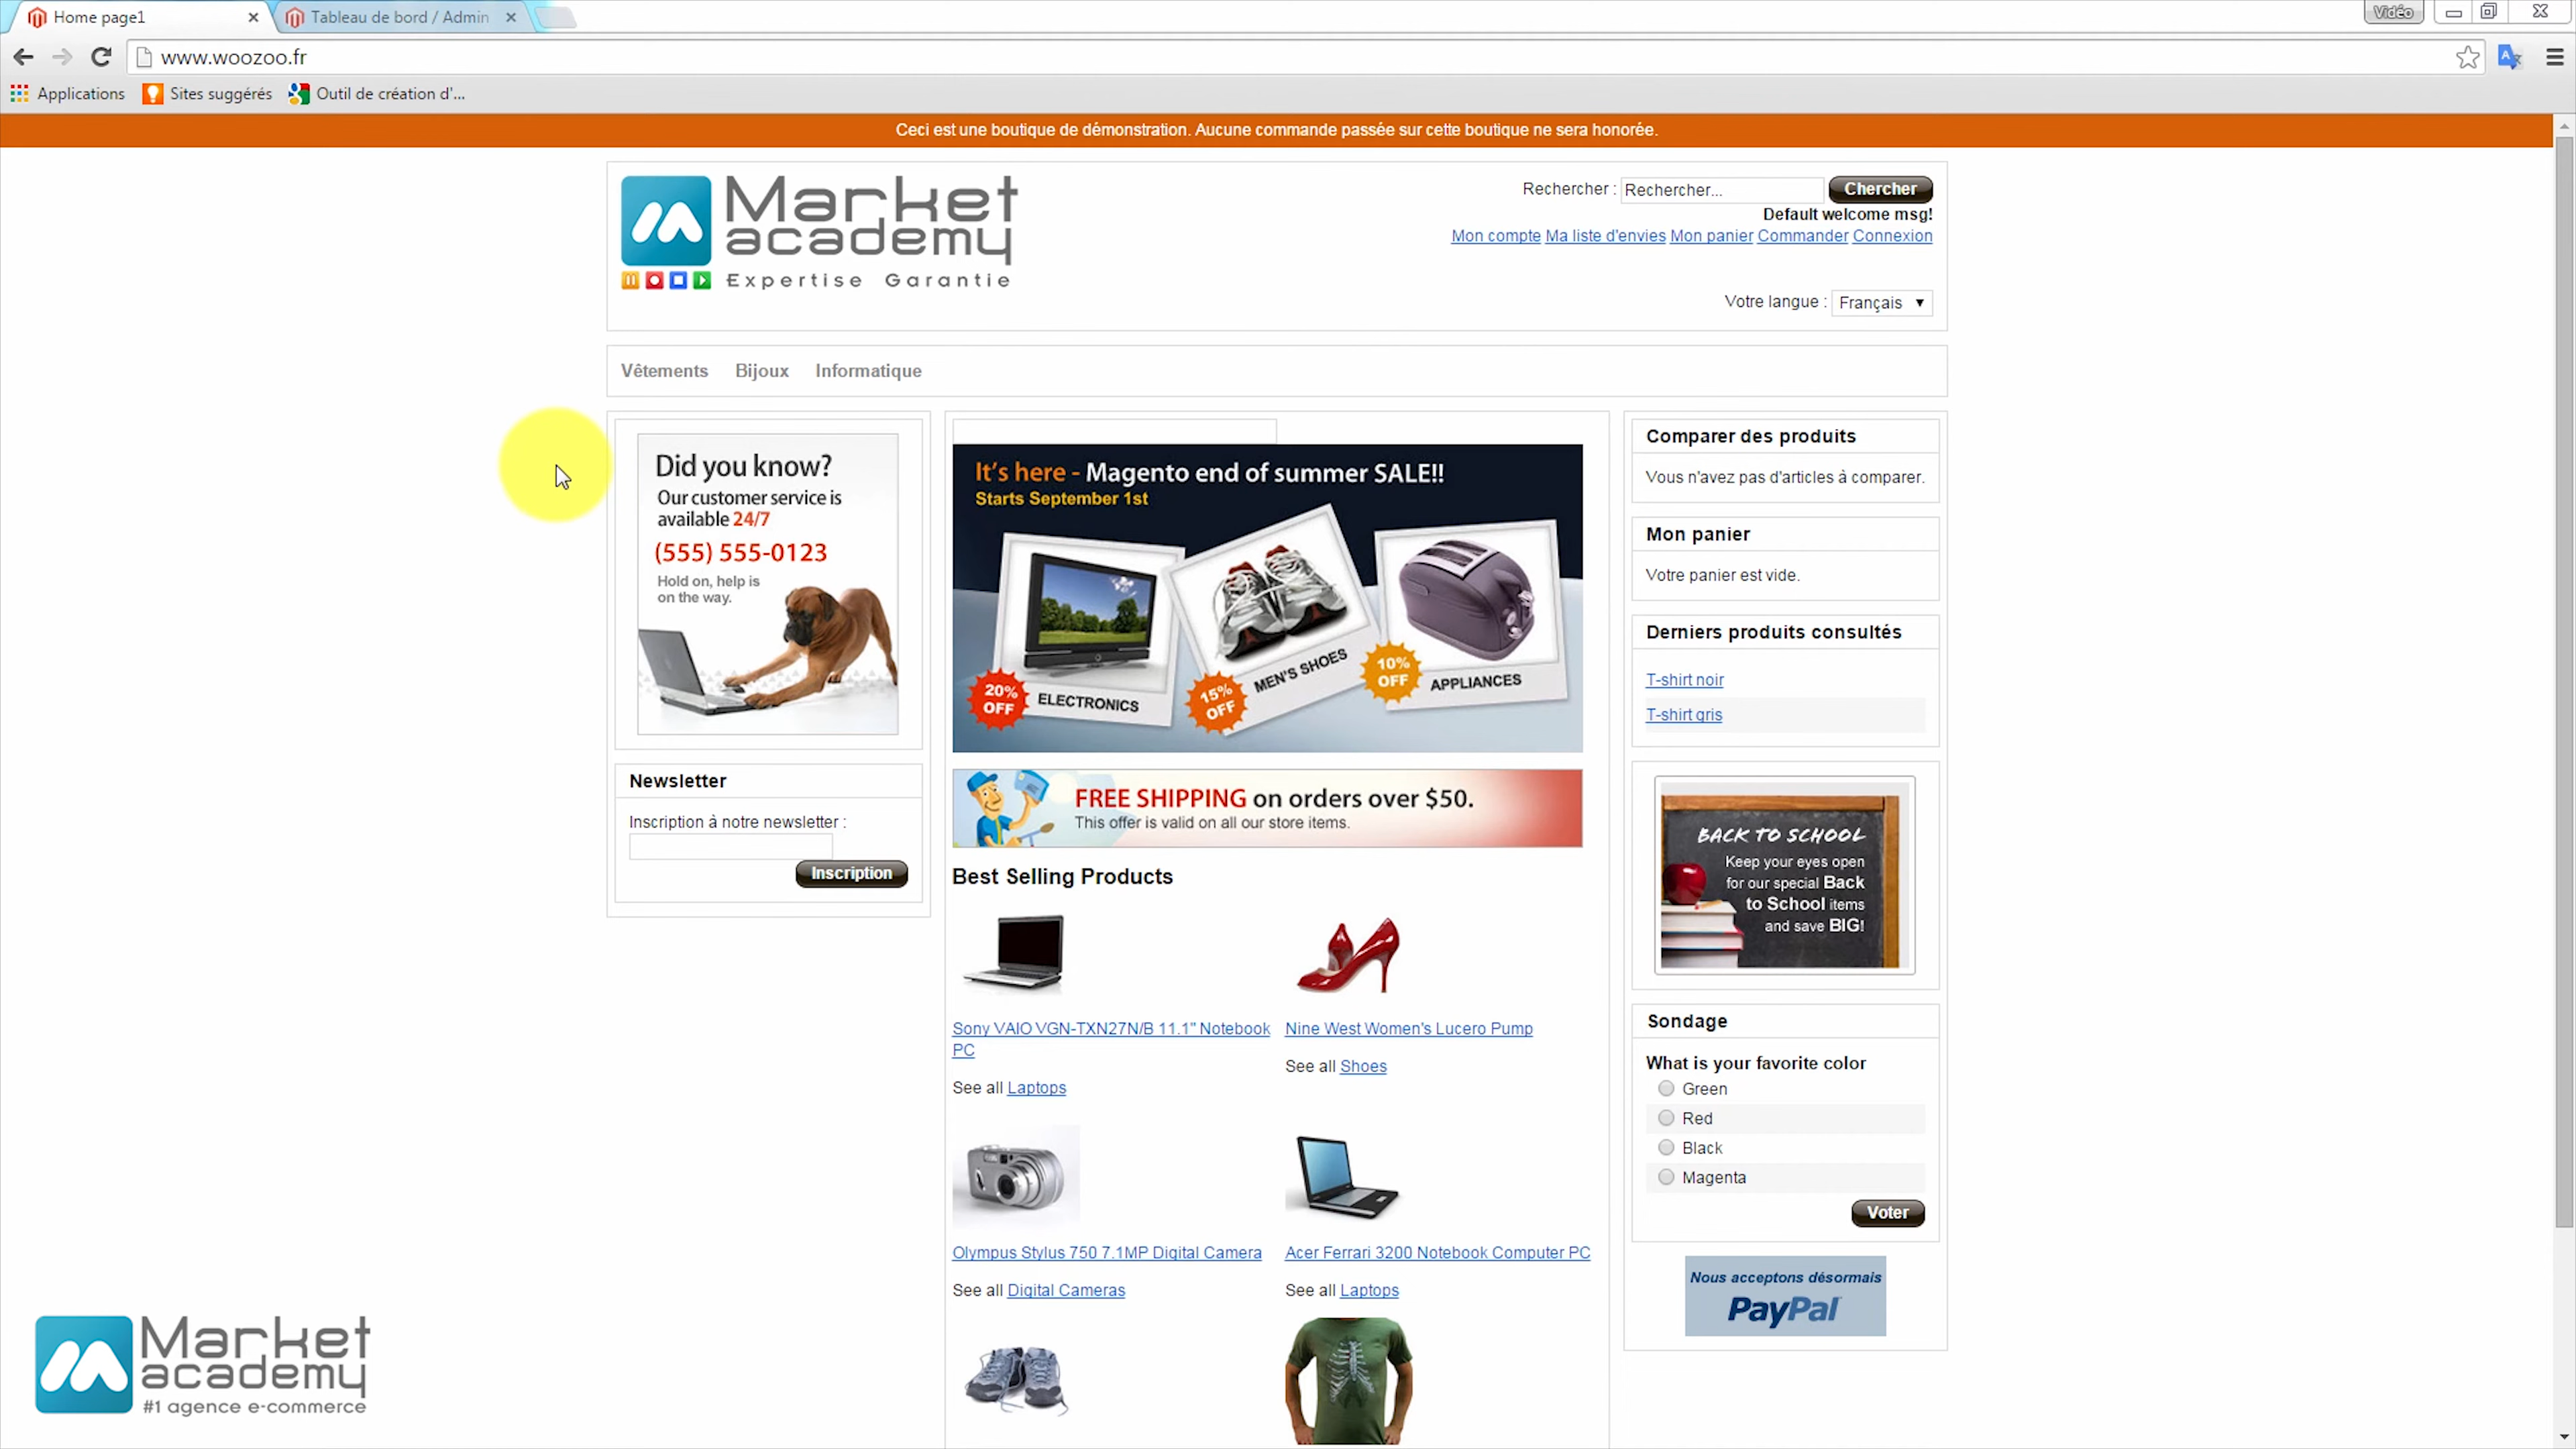 Home page1
Tableau de bord / Admin
Vidéo
www.woozoo.fr
Applications
Sites suggérés
Outil de création d'...
Ceci est une boutique de démonstration. Aucune commande passée sur cette boutique ne sera honorée.
Market
academy
Expertise Garantie
Rechercher : Rechercher... Chercher
Default welcome msg!
Mon compte Ma liste d'envies Mon panier Commander Connexion
Votre langue : Français
Vêtements Bijoux Informatique
Did you know?
Our customer service is
available 24/7
(555) 555-0123
Hold on, help is
on the way.
Newsletter
Inscription à notre newsletter :
Inscription
It's here - Magento end of summer SALE!!
Starts September 1st
20%
OFF
ELECTRONICS
15%
OFF
MEN'S SHOES
10%
OFF
APPLIANCES
FREE SHIPPING on orders over $50.
This offer is valid on all our store items.
Best Selling Products
Sony VAIO VGN-TXN27N/B 11.1" Notebook
PC
See all Laptops
Nine West Women's Lucero Pump
See all Shoes
Olympus Stylus 750 7.1MP Digital Camera
See all Digital Cameras
Acer Ferrari 3200 Notebook Computer PC
See all Laptops
Comparer des produits
Vous n'avez pas d'articles à comparer.
Mon panier
Votre panier est vide.
Derniers produits consultés
T-shirt noir
T-shirt gris
BACK TO SCHOOL
Keep your eyes open
for our special Back
to School items
and save BIG!
Sondage
What is your favorite color
Green
Red
Black
Magenta
Voter
Nous acceptons désormais
PayPal
Market
academy
#1 agence e-commerce